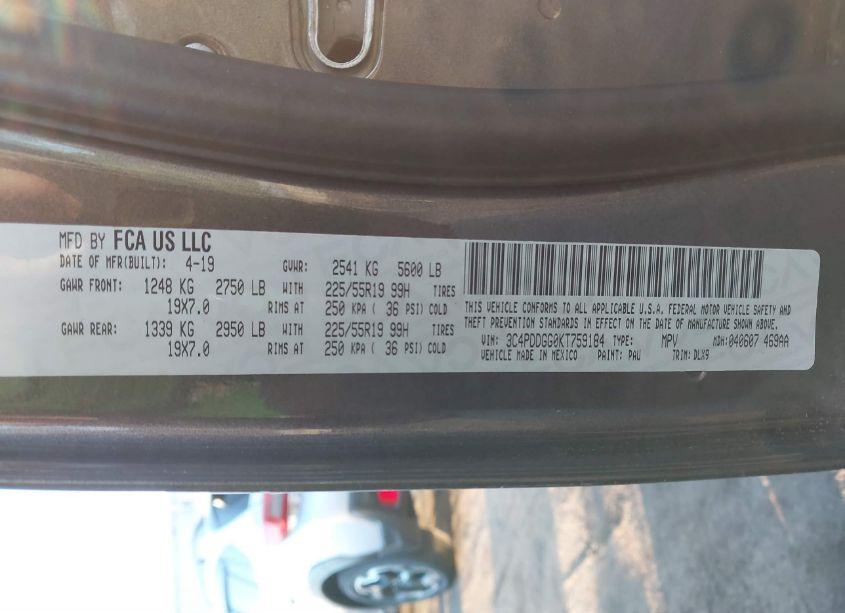 MFD BY FCA US LLC
DATE OF MFR(BUILT): 4-19 GVWR: 2541 KG 5600 LB
GAWR FRONT: 1248 KG 2750 LB WITH 225/55R19 99H TIRES
19X7.0 RIMS AT 250 KPA ( 36 PSI) COLD
GAWR REAR: 1339 KG 2950 LB WITH 225/55R19 99H TIRES
19X7.0 RIMS AT 250 KPA ( 36 PSI) COLD
THIS VEHICLE CONFORMS TO ALL APPLICABLE U.S.A. FEDERAL MOTOR VEHICLE SAFETY AND
THEFT PREVENTION STANDARDS IN EFFECT ON THE DATE OF MANUFACTURE SHOWN ABOVE.
VIN: 3C4PDDGG0KT759184 TYPE: MPV MDH: 040607 469AA
VEHICLE MADE IN MEXICO PAINT: PAU TRIM: DLX9